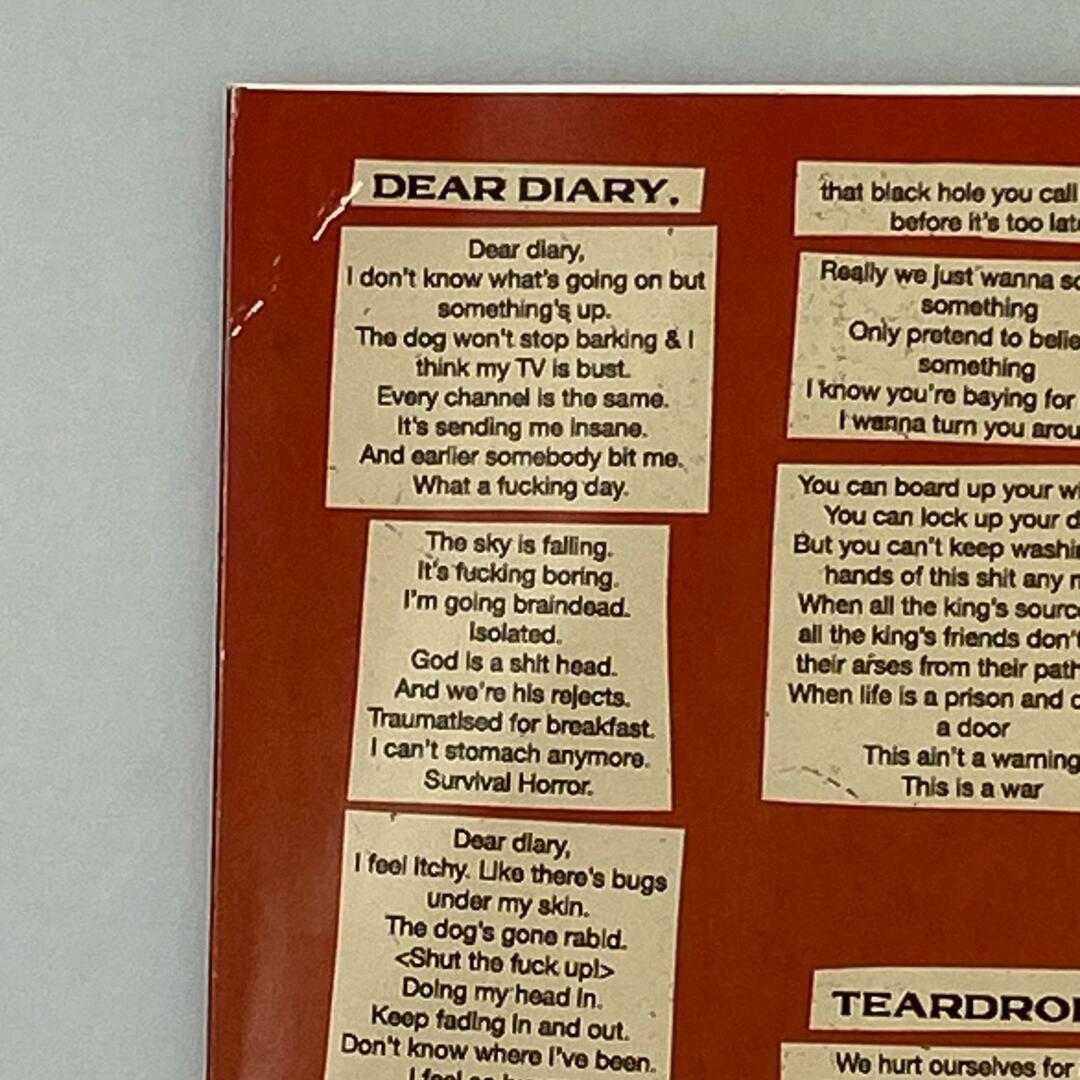 DEAR DIARY.
Dear diary,
I don't know what's going on but
something's up.
The dog won't stop barking & I
think my TV is bust.
Every channel is the same.
It's sending me insane.
And earlier somebody bit me.
What a fucking day.
The sky is falling.
It's fucking boring.
I'm going braindead.
Isolated.
God is a shit head.
And we're his rejects.
Traumatised for breakfast.
I can't stomach anymore.
Survival Horror.
Dear diary,
I feel itchy. Like there's bugs
under my skin.
The dog's gone rabid.
<Shut the fuck up!>
Doing my head in.
Keep fading in and out.
Don't know where I've been.
I feel so
that black hole you call
before it's too
Really we just wanna
something
Only pretend to
something
I know you're baying for
I wanna turn you
You can board up your
You can lock up your
But you can't keep
hands of this shit any
When all the king's
all the king's friends
their arses from their
When life is a prison and
a door
This ain't a warning
This is a war
We hurt ourselves for